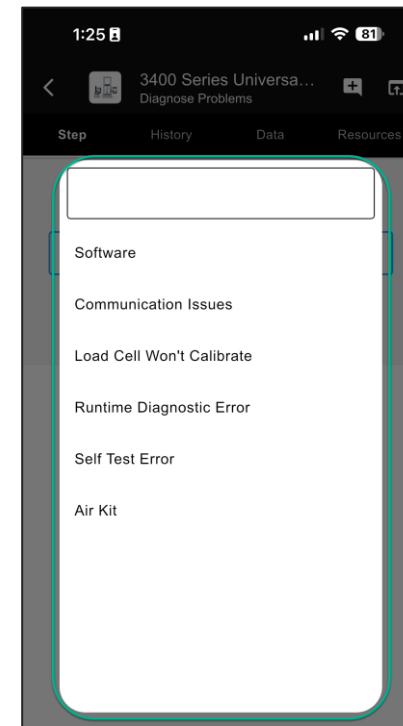 1:25
81
3400 Series Universa...
Diagnose Problems
Step History Data Resources
Software
Communication Issues
Load Cell Won't Calibrate
Runtime Diagnostic Error
Self Test Error
Air Kit